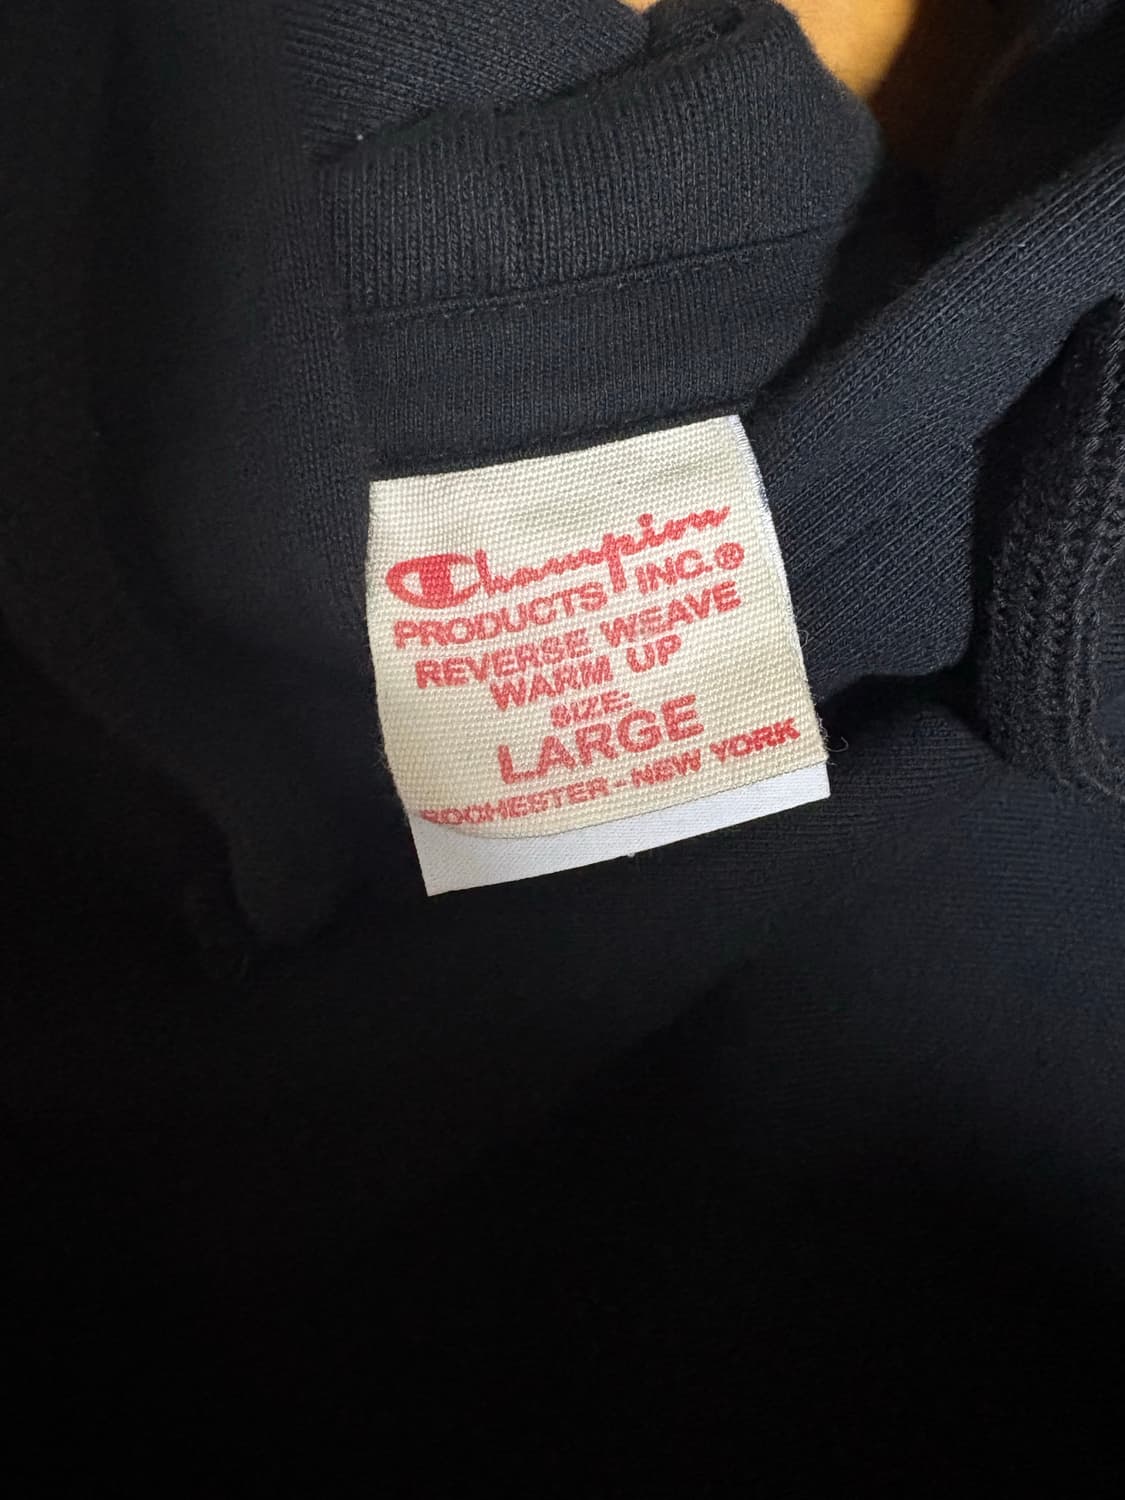 Champion
PRODUCTS INC.®
REVERSE WEAVE
WARM UP
SIZE:
LARGE
ROCHESTER - NEW YORK